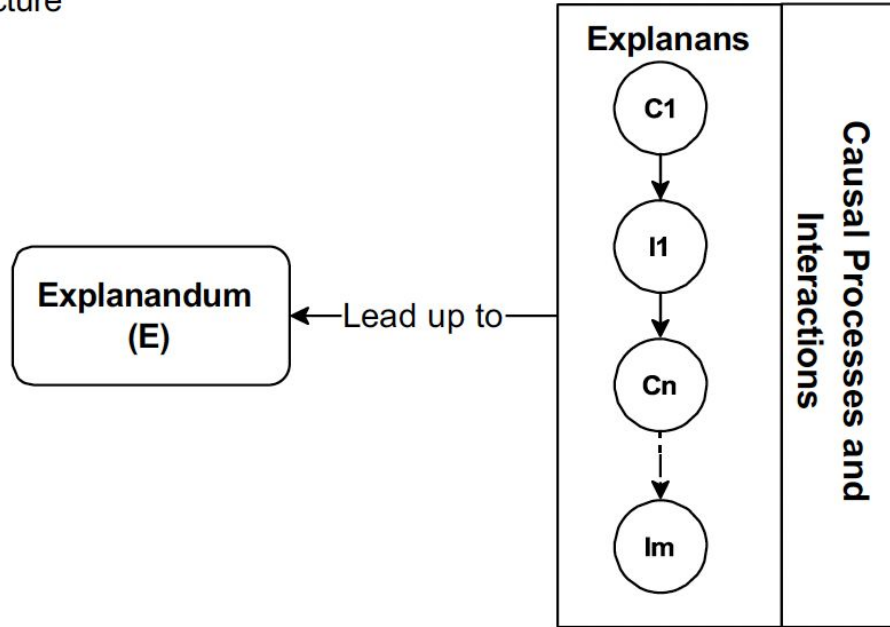 Explanans
C1
I1
Cn
Im
Explanandum
(E)
Lead up to
Causal Processes and
Interactions